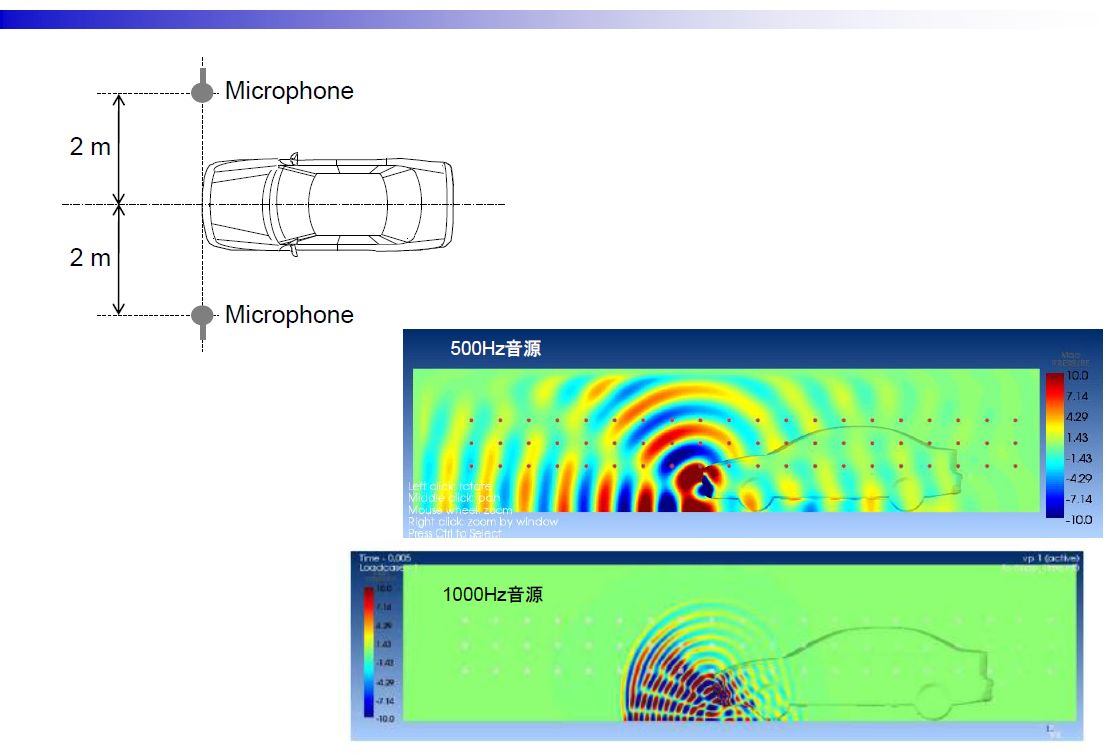 Microphone
2 m
2 m
Microphone
500Hz音源
10.0
7.14
4.29
1.43
-1.43
-4.29
-7.14
-10.0
Left click: rotate
Middle click: pan
Mouse wheel: zoom
Right click: zoom by window
Press Ctrl to Select
Time - 0.005
Loadcase
vp 1 (active)
1000Hz音源
10.0
7.14
4.29
1.43
-1.43
-4.29
-7.14
-10.0